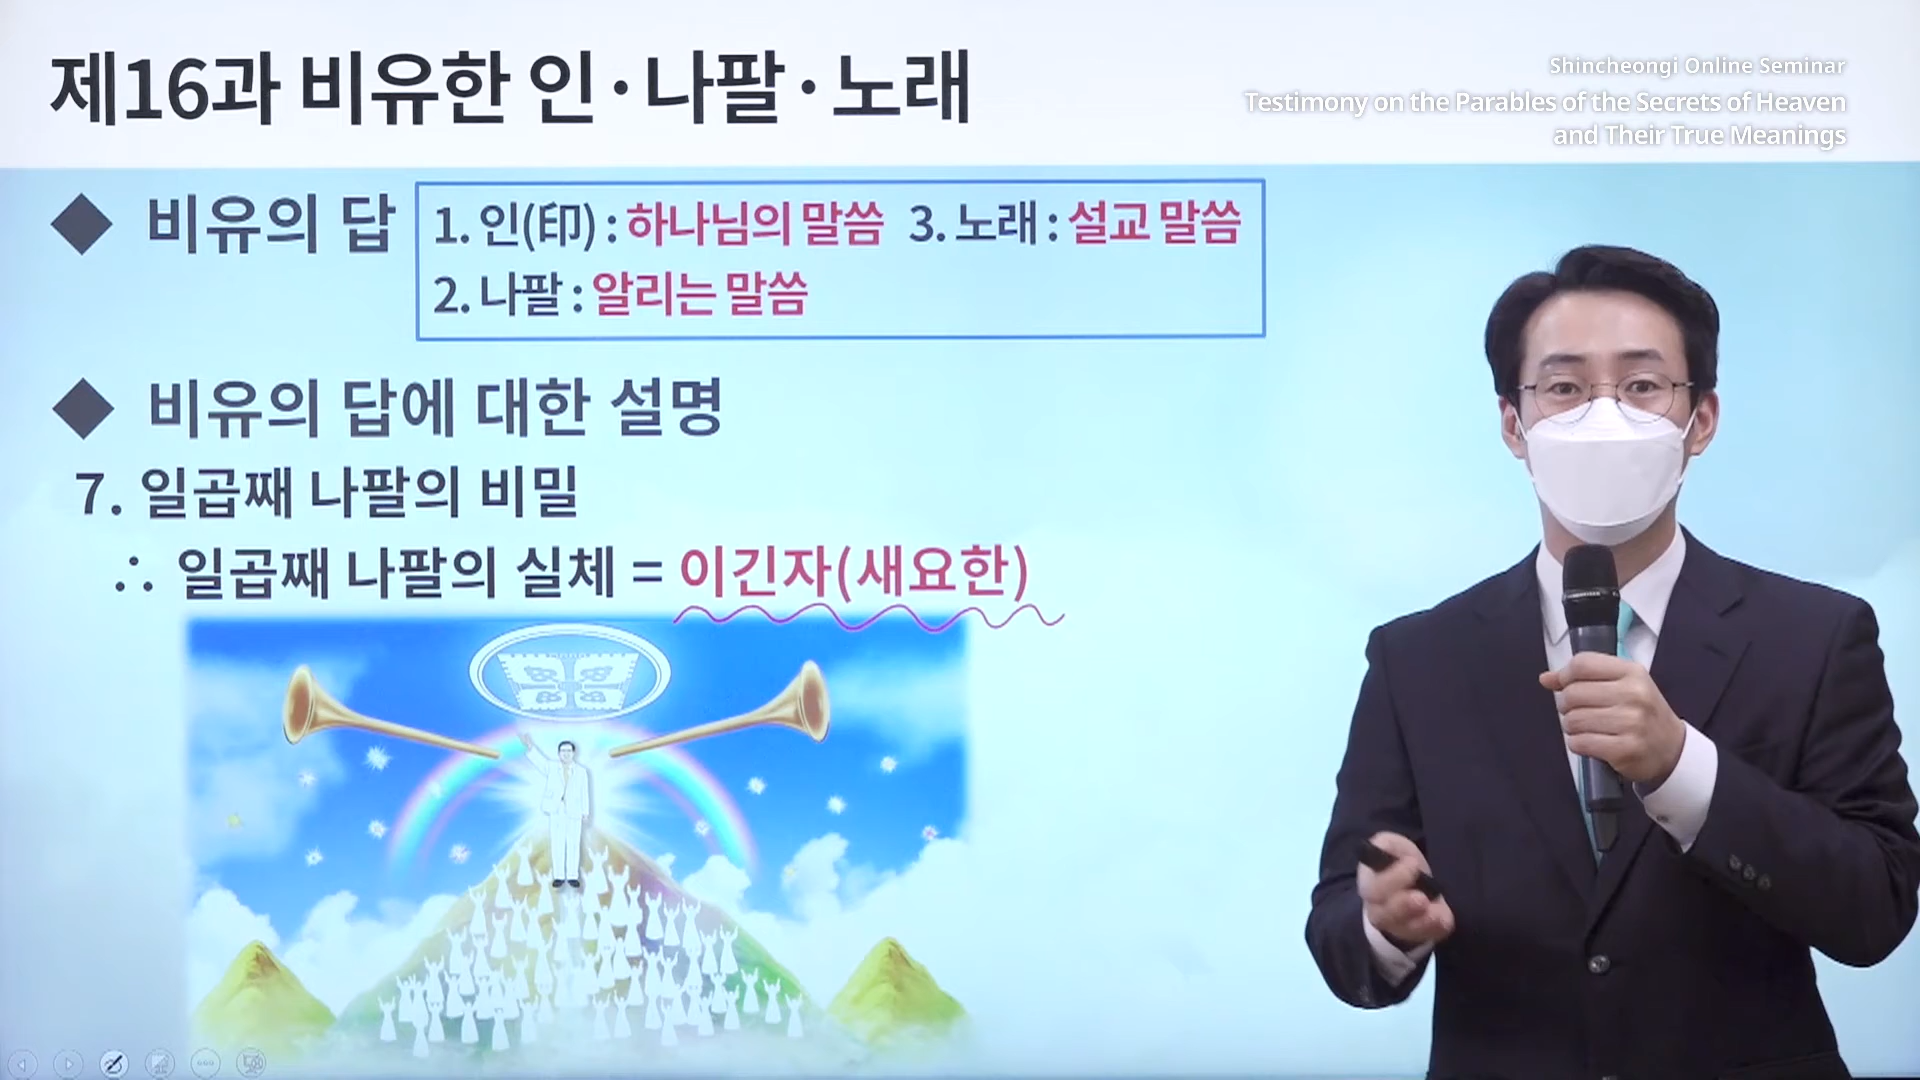 제16과 비유한 인·나팔·노래
Shincheongi Online Seminar
Testimony on the Parables of the Secrets of Heaven
and Their True Meanings
◆ 비유의 답
1. 인(印) : 하나님의 말씀 3. 노래 : 설교 말씀
2. 나팔 : 알리는 말씀
◆ 비유의 답에 대한 설명
7. 일곱째 나팔의 비밀
∴ 일곱째 나팔의 실체 = 이긴자(새요한)